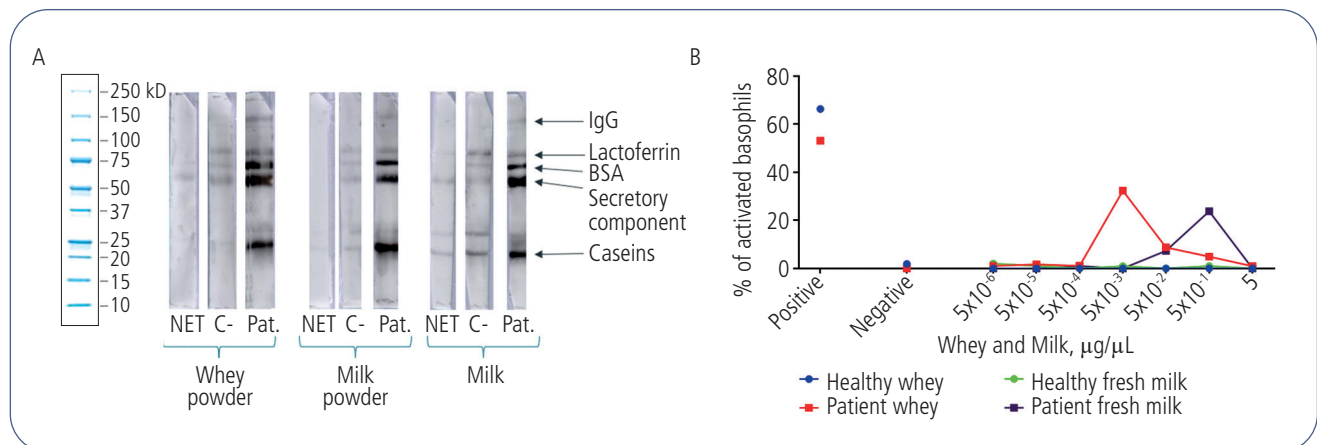 A
250 kD
150
100
75
50
37
25
20
15
10
IgG
Lactoferrin
BSA
Secretory
component
Caseins
NET C- Pat. NET C- Pat. NET C- Pat.
Whey
powder
Milk
powder
Milk
B
% of activated basophils
80
60
40
20
0
Positive
Negative
5x10-6
5x10-5
5x10-4
5x10-3
5x10-2
5x10-1
5
Whey and Milk, µg/µL
Healthy whey
Patient whey
Healthy fresh milk
Patient fresh milk